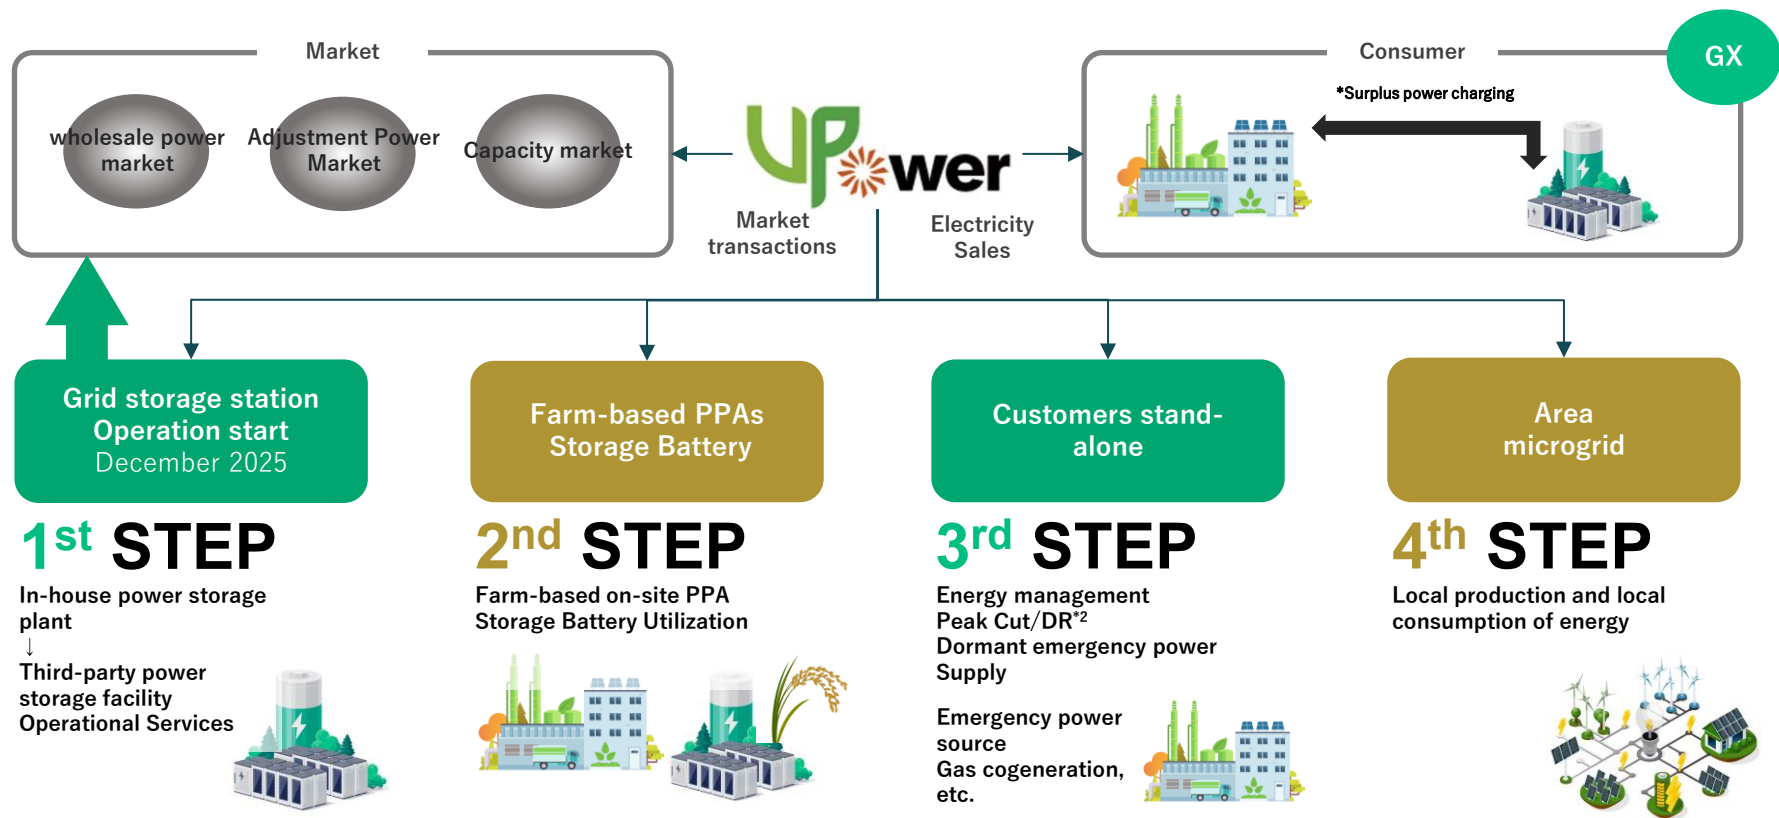 Market
Consumer
GX
wholesale power
market
Adjustment Power
Market
Capacity market
UPower
*Surplus power charging
Market
transactions
Electricity
Sales
Grid storage station
Operation start
December 2025
Farm-based PPAs
Storage Battery
Customers stand-
alone
Area
microgrid
1st STEP
In-house power storage
plant
↓
Third-party power
storage facility
Operational Services
2nd STEP
Farm-based on-site PPA
Storage Battery Utilization
3rd STEP
Energy management
Peak Cut/DR*2
Dormant emergency power
Supply
Emergency power
source
Gas cogeneration,
etc.
4th STEP
Local production and local
consumption of energy